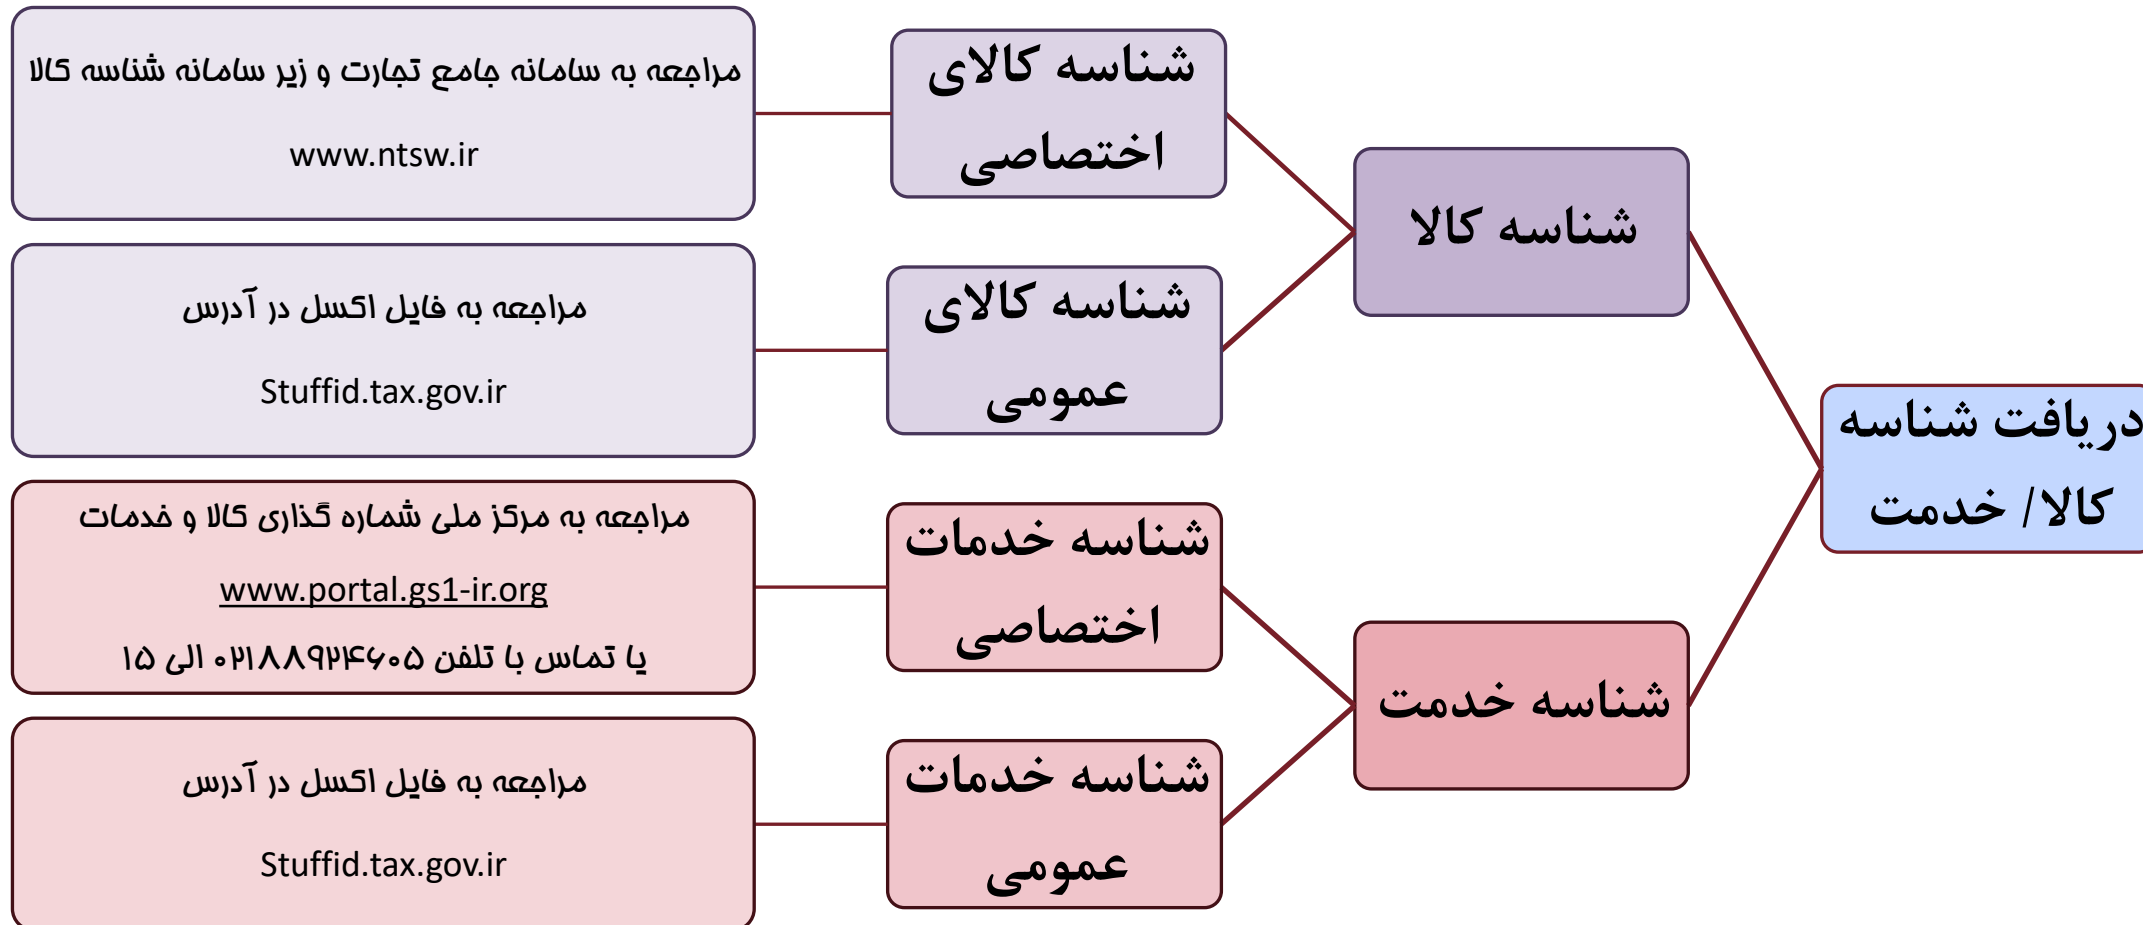 دریافت شناسه
کالا/ خدمت
شناسه کالا
شناسه کالای
اختصاصی
مراجعه به سامانه جامع تجارت و زیر سامانه شناسه کالا
www.ntsw.ir
شناسه کالای
عمومی
مراجعه به فایل اکسل در آدرس
Stuffid.tax.gov.ir
شناسه خدمت
شناسه خدمات
اختصاصی
مراجعه به مرکز ملی شماره گذاری کالا و خدمات
www.portal.gs1-ir.org
یا تماس با تلفن ۰۲۱۸۸۹۲۴۶۰۵ الی ۱۵
شناسه خدمات
عمومی
مراجعه به فایل اکسل در آدرس
Stuffid.tax.gov.ir